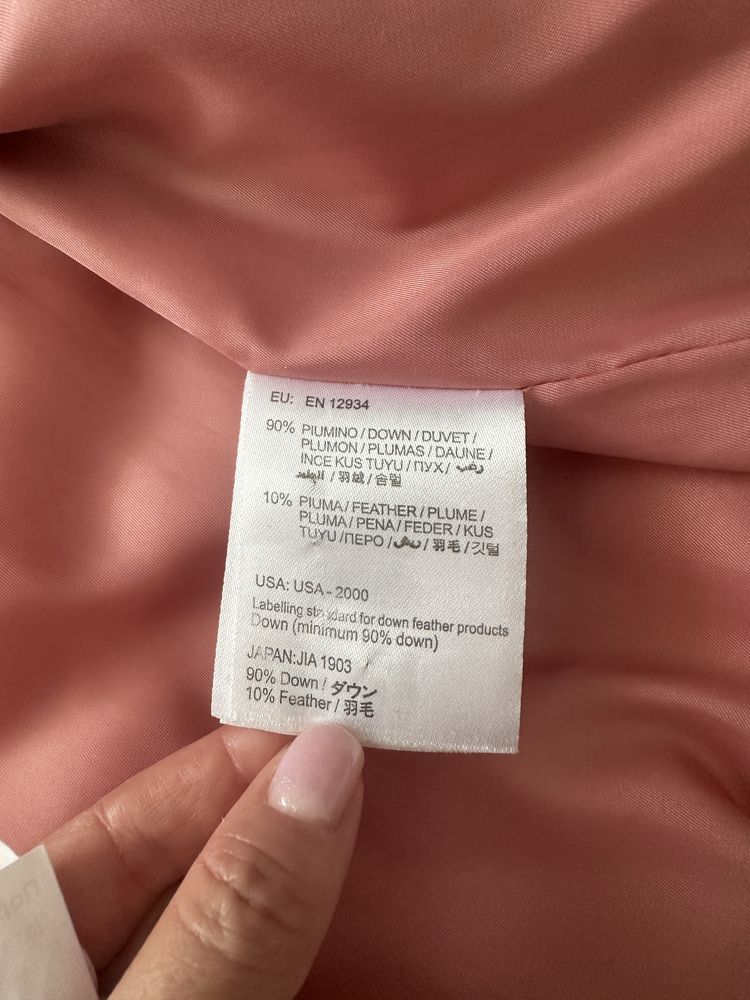 EU: EN 12934
90% PIUMINO / DOWN / DUVET /
PLUMON / PLUMAS / DAUNE /
INCE KUS TUYU / ПУХ /
/ 羽絨 / 솜털
10% PIUMA / FEATHER / PLUME /
PLUMA / PENA / FEDER / KUS
TUYU / ПЕРО / ریش / 羽毛 / 깃털
USA: USA - 2000
Labelling standard for down feather products
Down (minimum 90% down)
JAPAN:JIA 1903
90% Down / ダウン
10% Feather / 羽毛